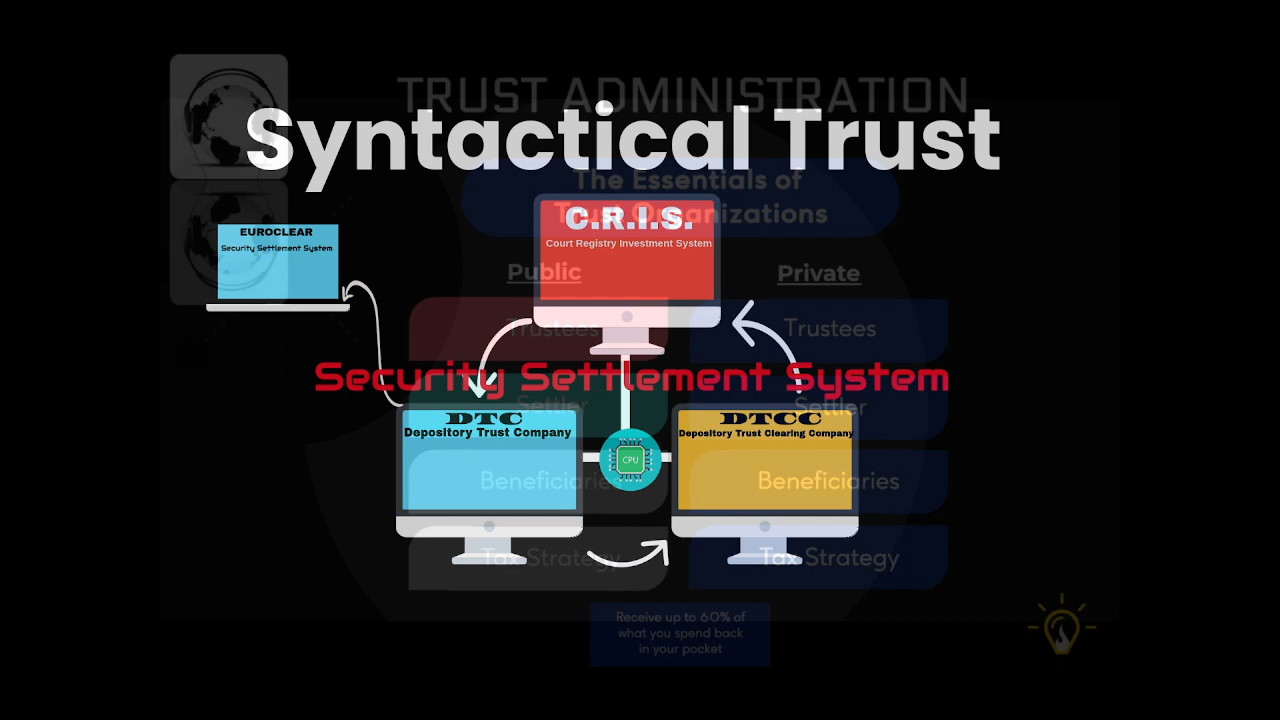 TRUST ADMINISTRATION
Syntactical Trust
The Essentials of
Trust Organizations
C.R.I.S.
Court Registry Investment System
EUROCLEAR
Security Settlement System
Public
Private
Trustees
Trustees
Security Settlement System
Settler
Settler
DTC
Depository Trust Company
DTCC
Depository Trust Clearing Company
CPU
Beneficiaries
Beneficiaries
Tax Strategy
Tax Strategy
Receive up to 60% of
what you spend back
in your pocket